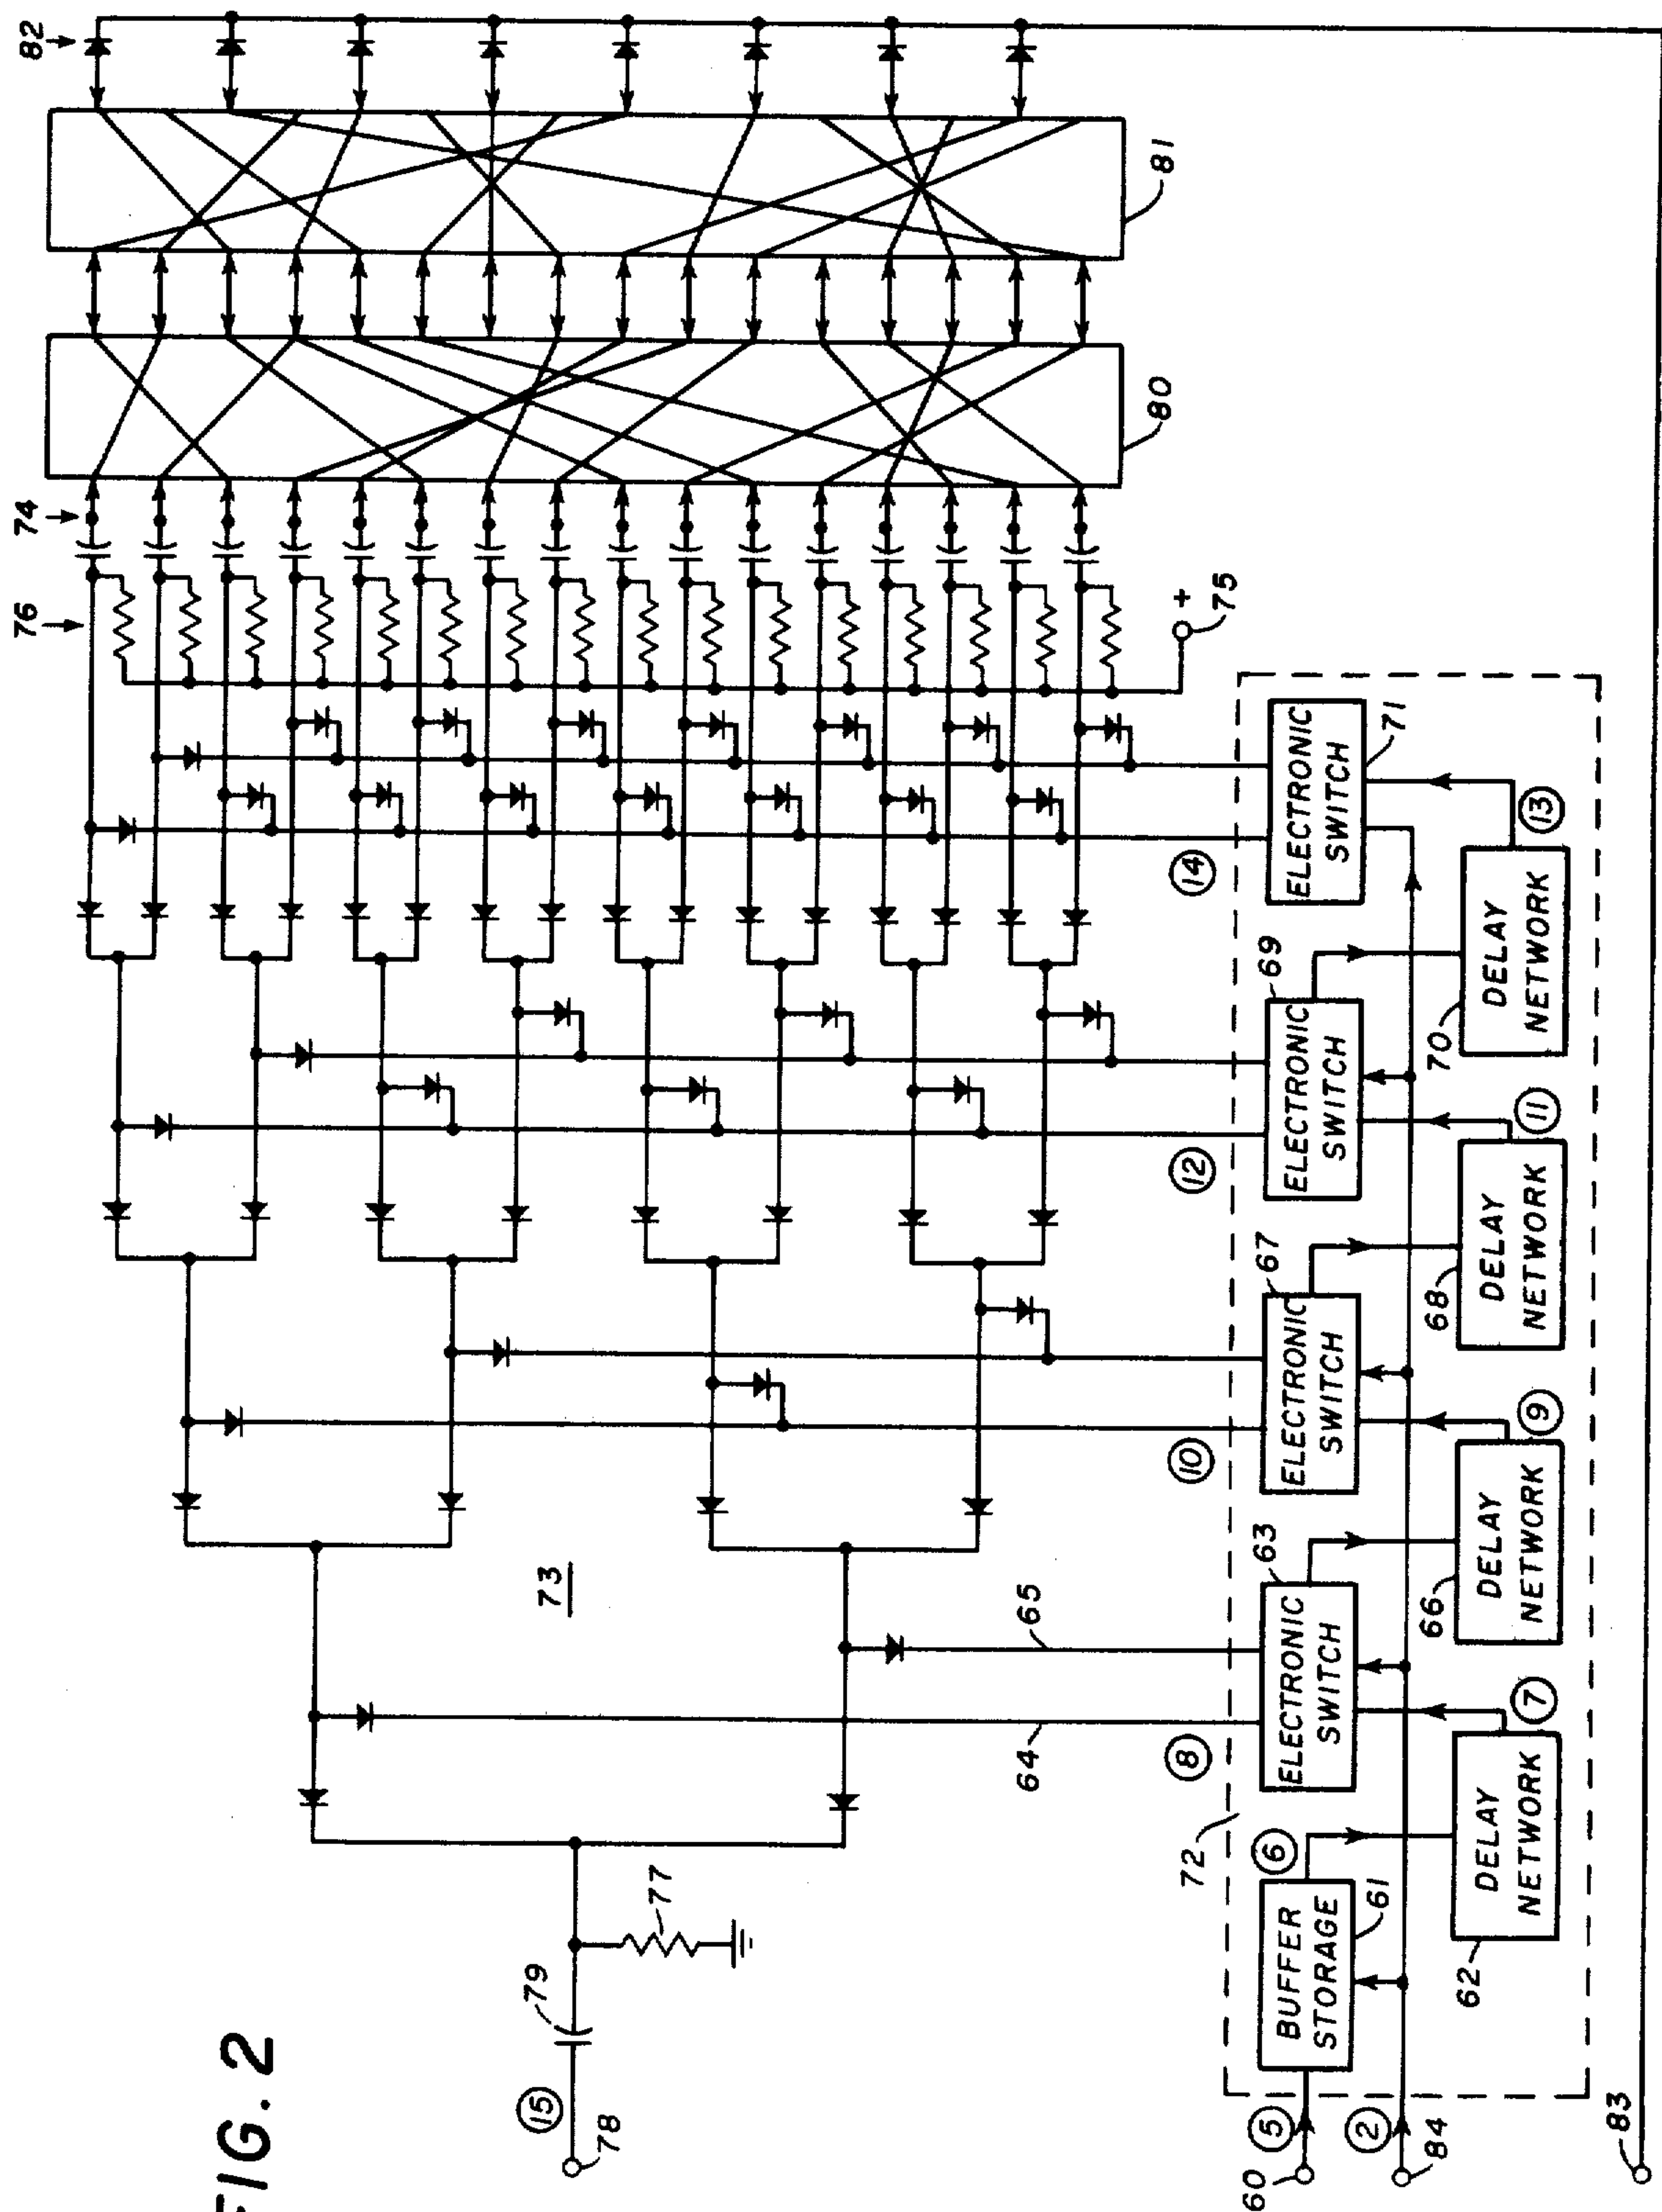 FIG. 2
82
74
76
81
80
+
75
73
65
64
14
12
10
8
72
77
79
15
78
ELECTRONIC
SWITCH
71
ELECTRONIC
SWITCH
69
ELECTRONIC
SWITCH
67
ELECTRONIC
SWITCH
63
BUFFER
STORAGE
61
6
DELAY
NETWORK
70
13
DELAY
NETWORK
68
11
DELAY
NETWORK
66
9
DELAY
NETWORK
62
7
5
60
2
84
83